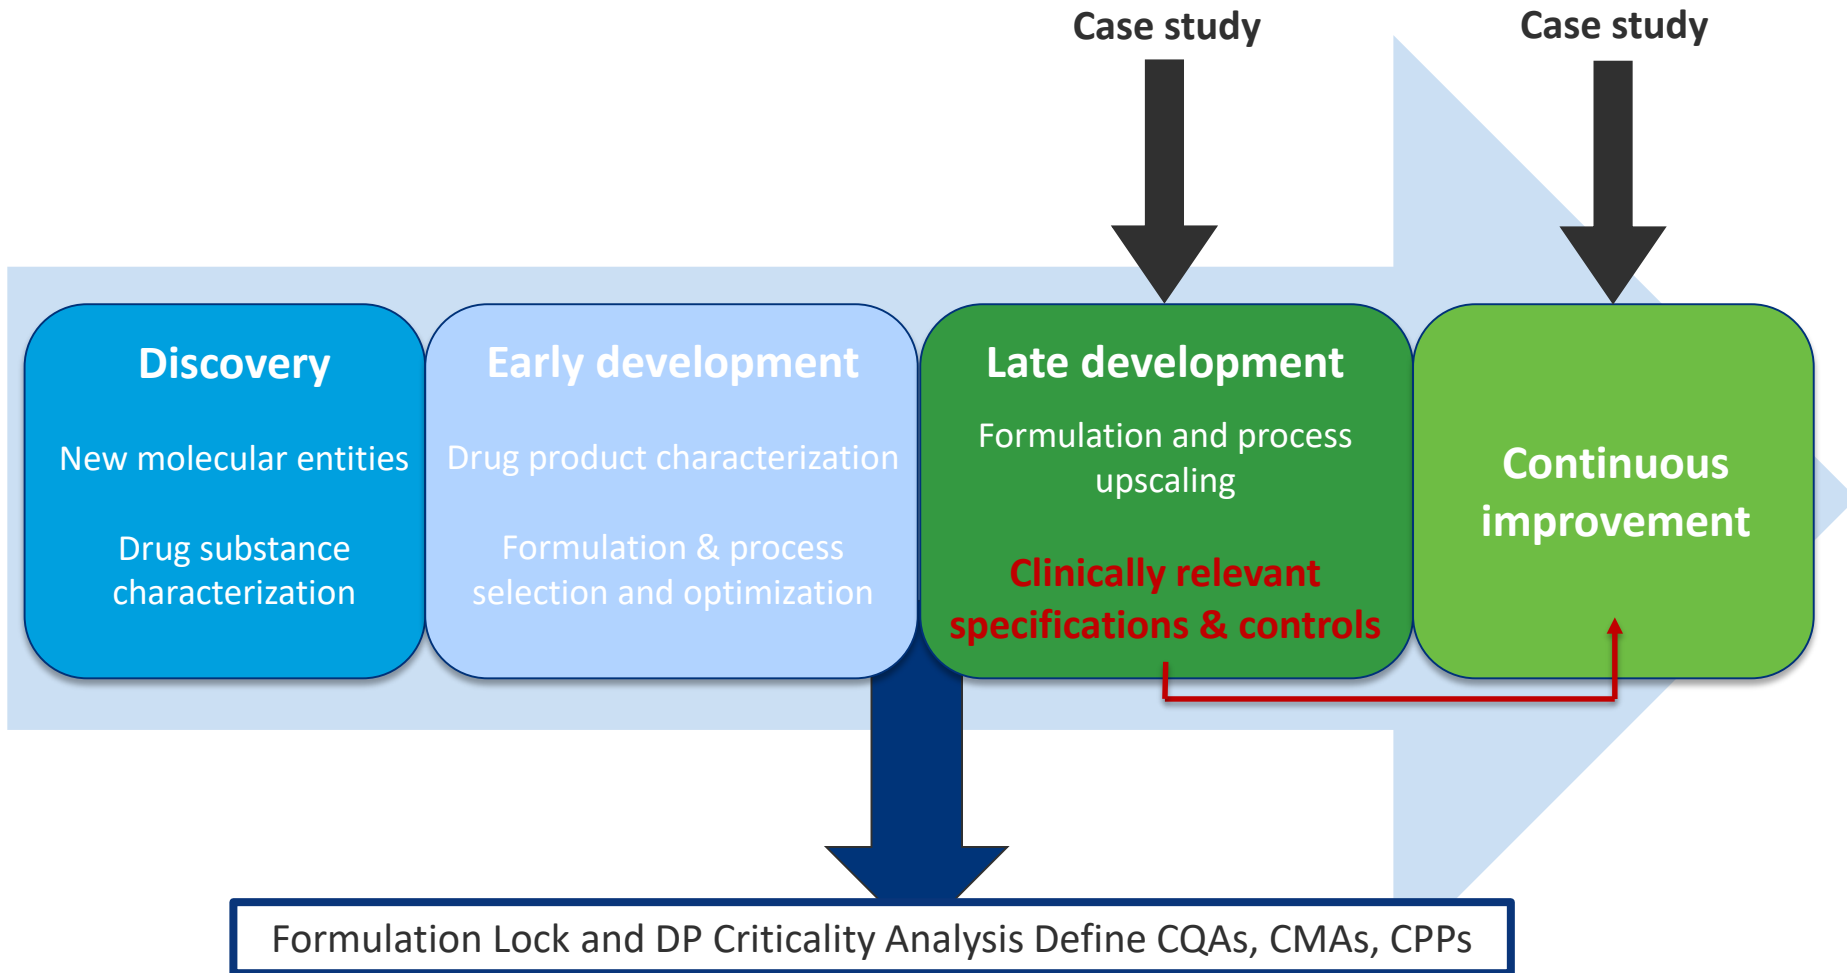 Case study
Case study
Discovery
New molecular entities
Drug substance
characterization
Early development
Drug product characterization
Formulation & process
selection and optimization
Late development
Formulation and process
upscaling
Clinically relevant
specifications & controls
Continuous
improvement
Formulation Lock and DP Criticality Analysis Define CQAs, CMAs, CPPs